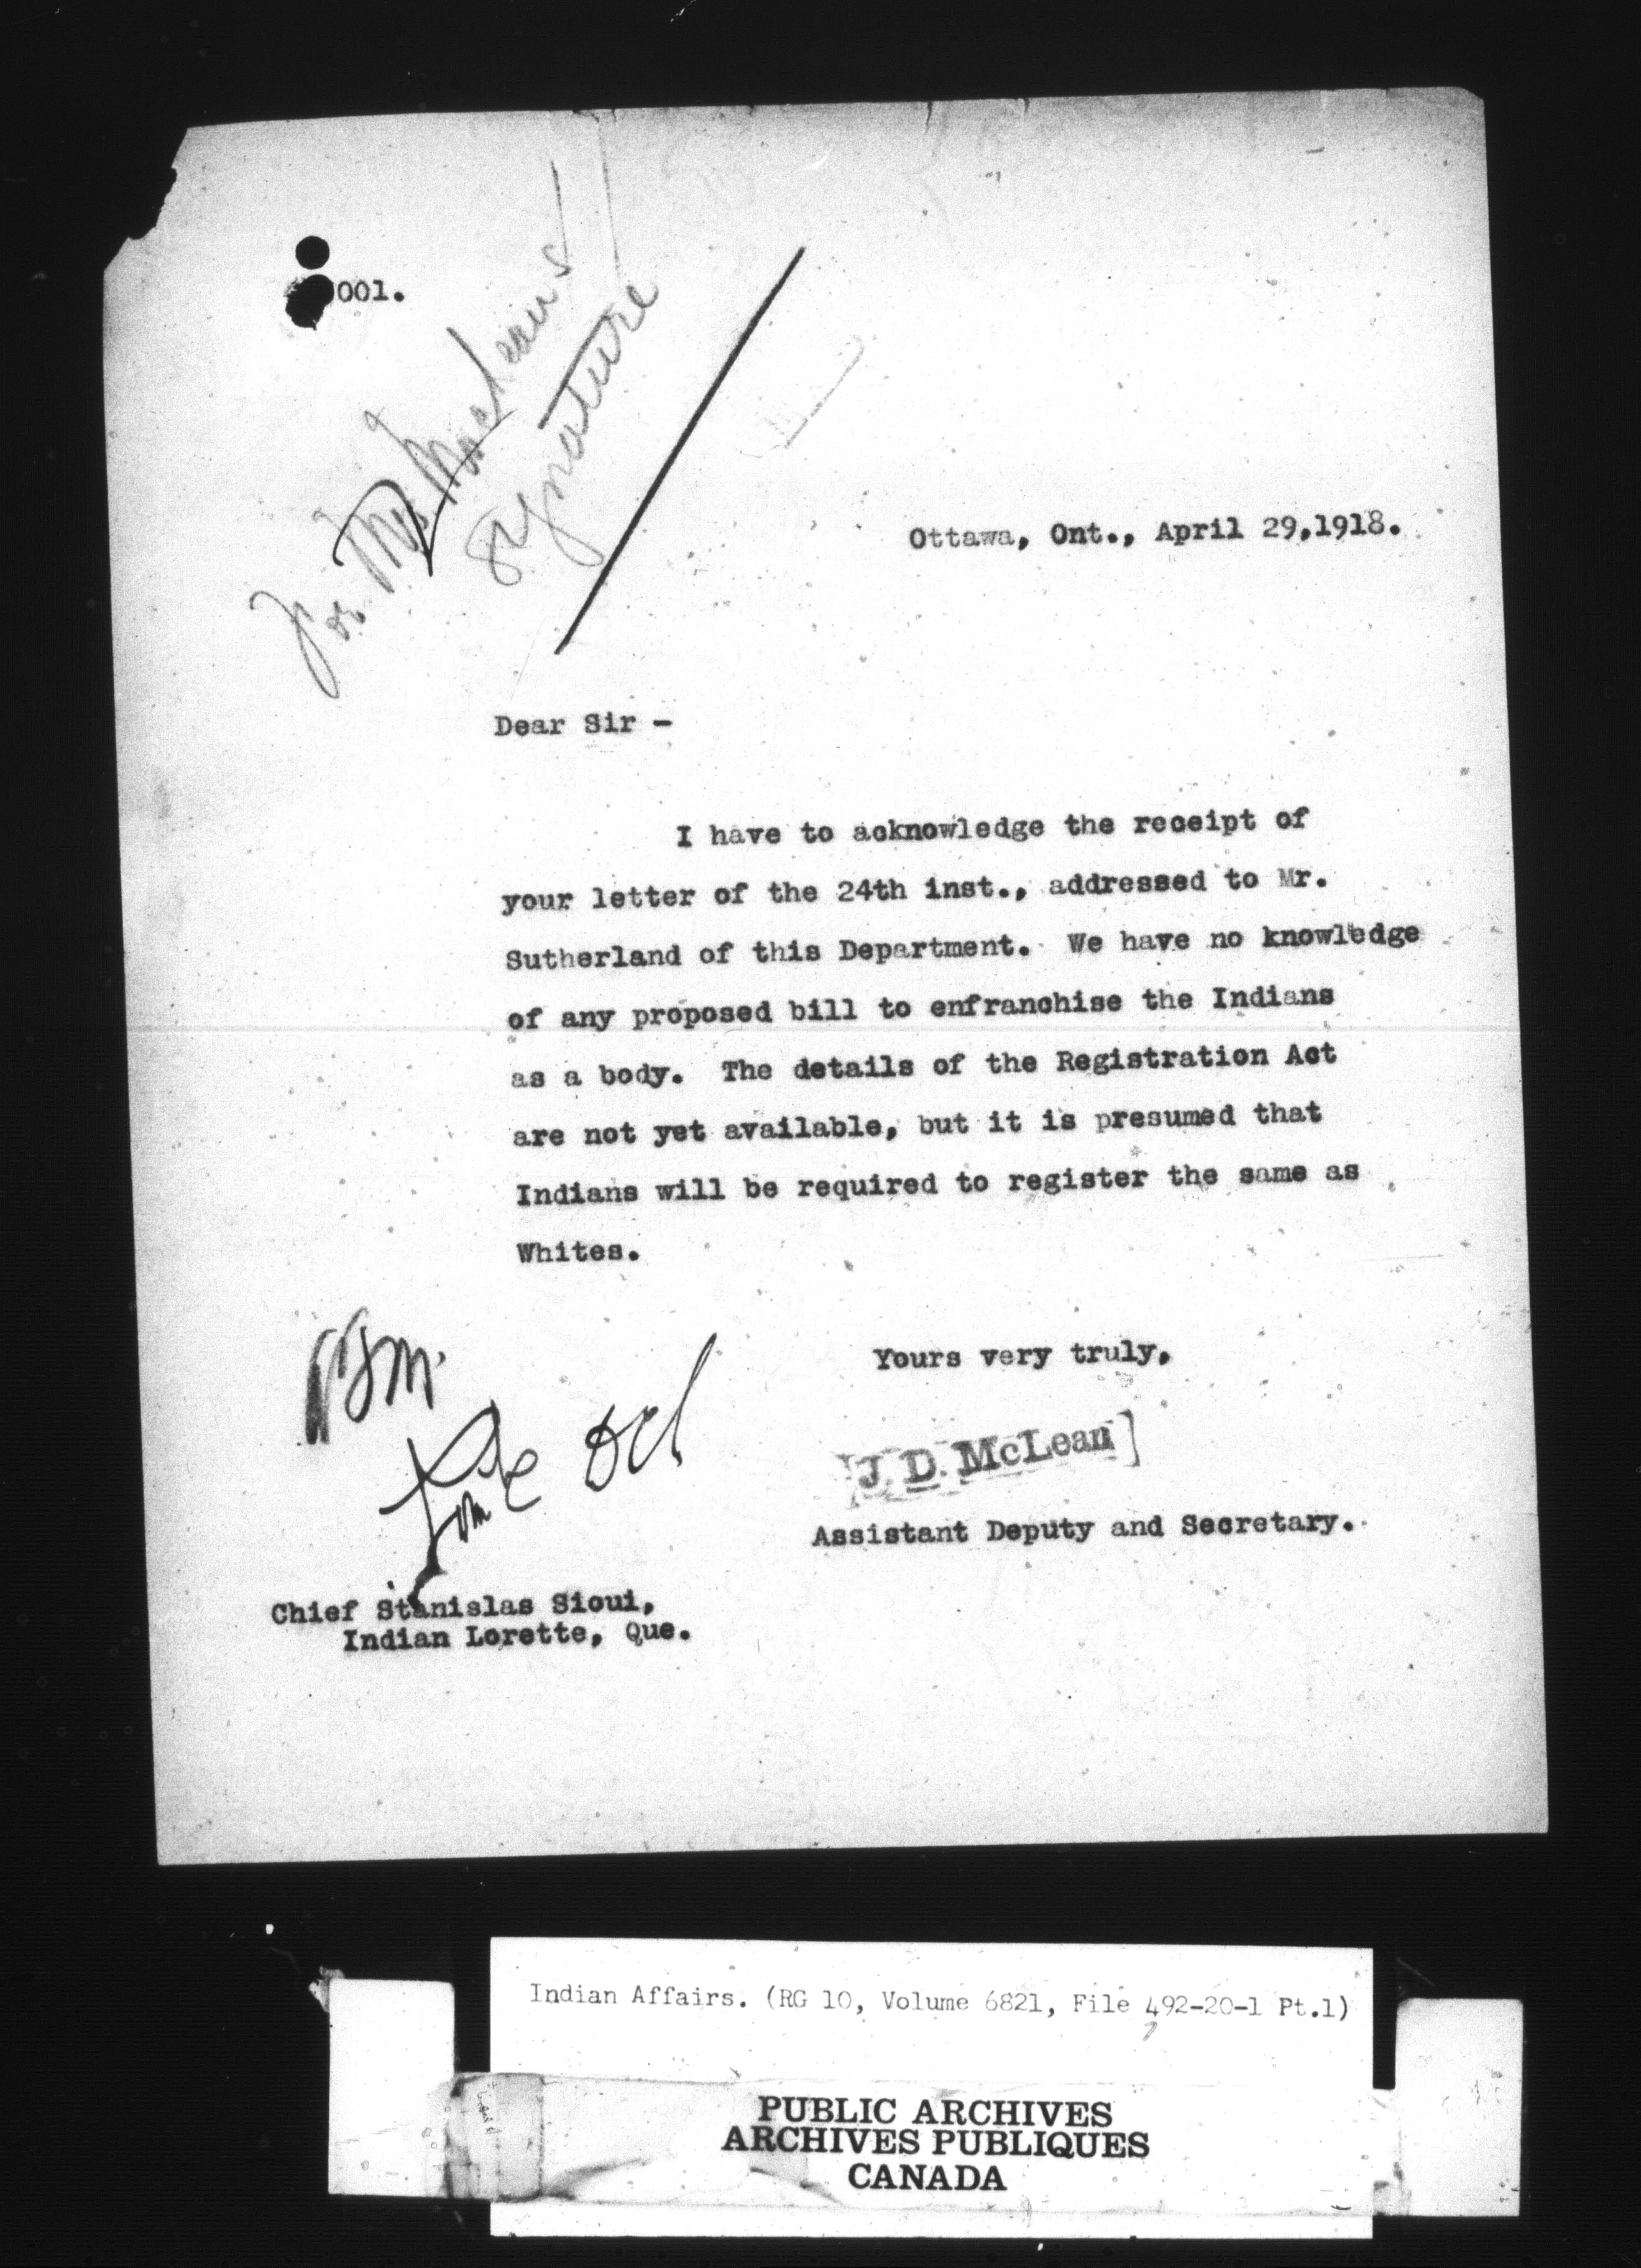 001.
For Mr. MacLean's
signature
Ottawa, Ont., April 29,1918.
Dear Sir -
I have to acknowledge the receipt of
your letter of the 24th inst., addressed to Mr.
Sutherland of this Department. We have no knowledge
of any proposed bill to enfranchise the Indians
as a body. The details of the Registration Act
are not yet available, but it is presumed that
Indians will be required to register the same as
Whites.
Yours very truly,
[J. D. McLean]
Assistant Deputy and Secretary.
Chief Stanislas Sioui,
Indian Lorette, Que.
Indian Affairs. (RG 10, Volume 6821, File 492-20-1 Pt.1)
PUBLIC ARCHIVES
ARCHIVES PUBLIQUES
CANADA